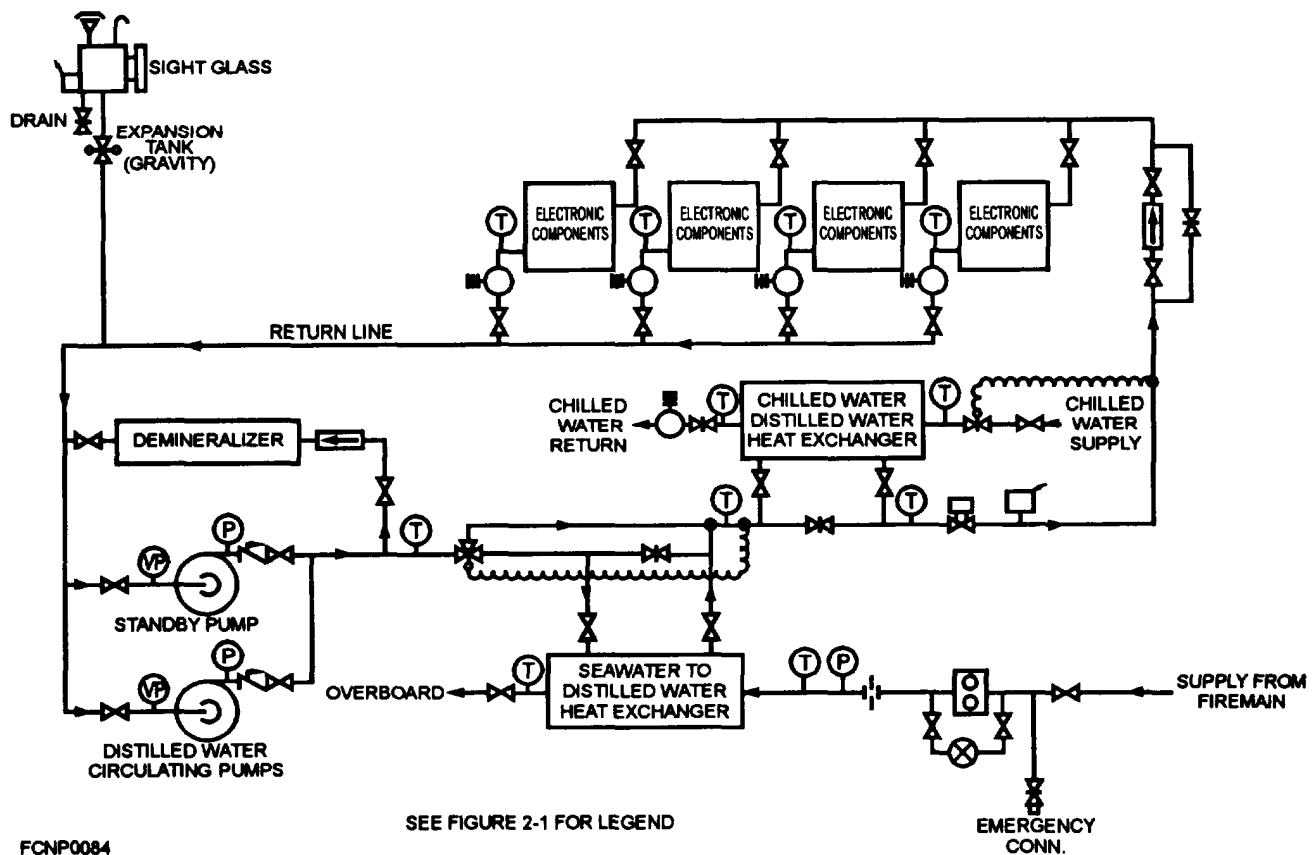 SIGHT GLASS
DRAIN
EXPANSION
TANK
(GRAVITY)
ELECTRONIC
COMPONENTS
ELECTRONIC
COMPONENTS
ELECTRONIC
COMPONENTS
ELECTRONIC
COMPONENTS
T
T
T
T
RETURN LINE
CHILLED
WATER
RETURN
T
CHILLED WATER
DISTILLED WATER
HEAT EXCHANGER
T
CHILLED
WATER
SUPPLY
DEMINERALIZER
T
T
T
P
VP
STANDBY PUMP
P
VP
DISTILLED WATER
CIRCULATING PUMPS
OVERBOARD
T
SEAWATER TO
DISTILLED WATER
HEAT EXCHANGER
T
P
SUPPLY FROM
FIREMAIN
EMERGENCY
CONN.
SEE FIGURE 2-1 FOR LEGEND
FCNP0084